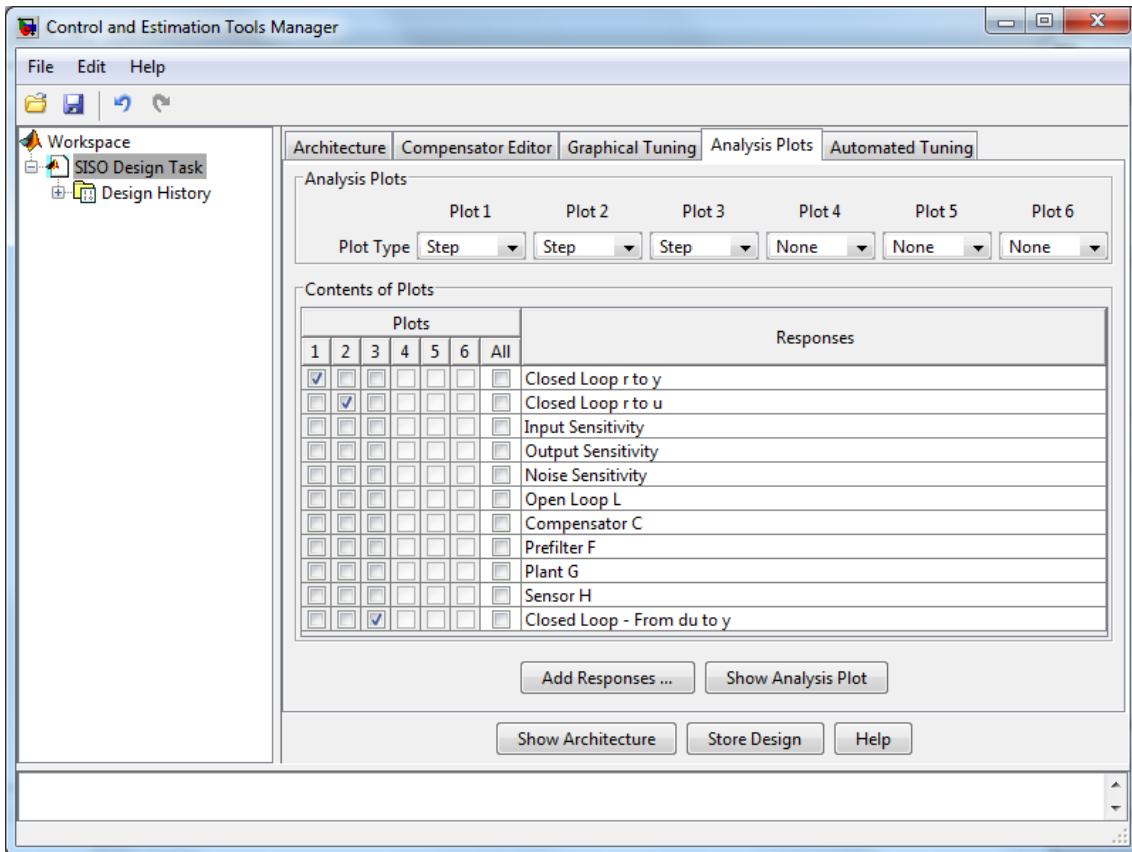 Control and Estimation Tools Manager
File Edit Help
Workspace
SISO Design Task
Design History
Architecture Compensator Editor Graphical Tuning Analysis Plots Automated Tuning
Analysis Plots
Plot 1 Plot 2 Plot 3 Plot 4 Plot 5 Plot 6
Plot Type Step Step Step None None None
Contents of Plots
Plots
Responses
1 2 3 4 5 6 All
Closed Loop r to y
Closed Loop r to u
Input Sensitivity
Output Sensitivity
Noise Sensitivity
Open Loop L
Compensator C
Prefilter F
Plant G
Sensor H
Closed Loop - From du to y
Add Responses ... Show Analysis Plot
Show Architecture Store Design Help